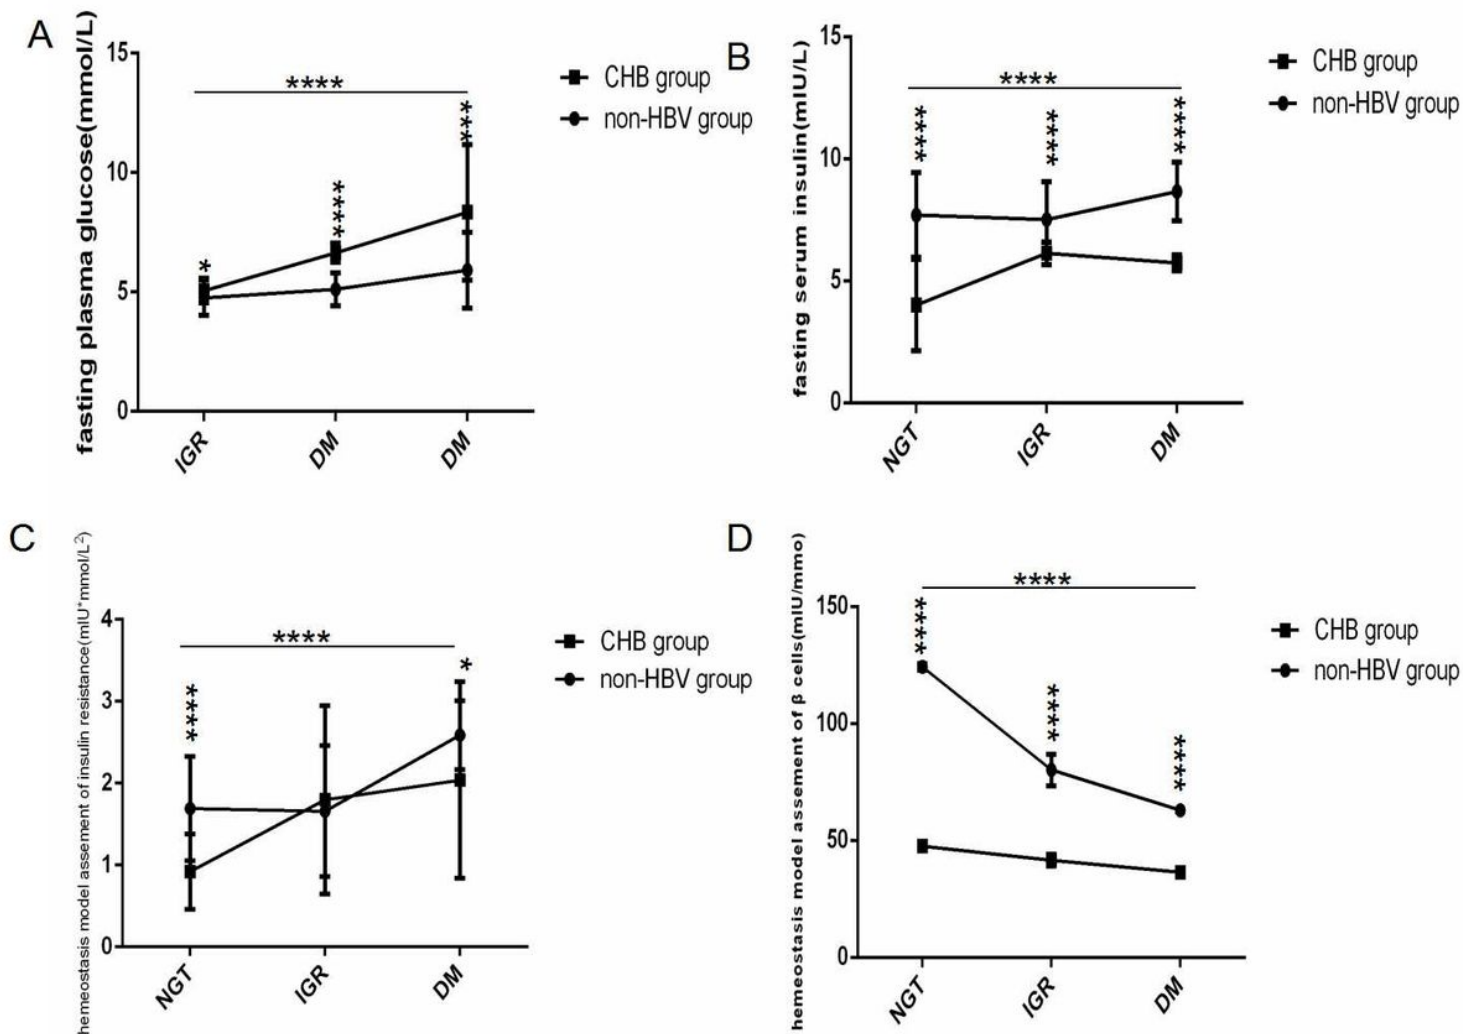 A
fasting plasma glucose(mmol/L)
15
10
5
0
****
*
****
***
IGR
DM
DM
CHB group
non-HBV group
B
fasting serum insulin(mIU/L)
15
10
5
0
****
****
****
****
NGT
IGR
DM
CHB group
non-HBV group
C
hemeostasis model assement of insulin resistance(mIU*mmol/L2)
4
3
2
1
0
****
****
*
NGT
IGR
DM
CHB group
non-HBV group
D
hemeostasis model assement of β cells(mIU/mmo)
150
100
50
0
****
****
****
****
NGT
IGR
DM
CHB group
non-HBV group